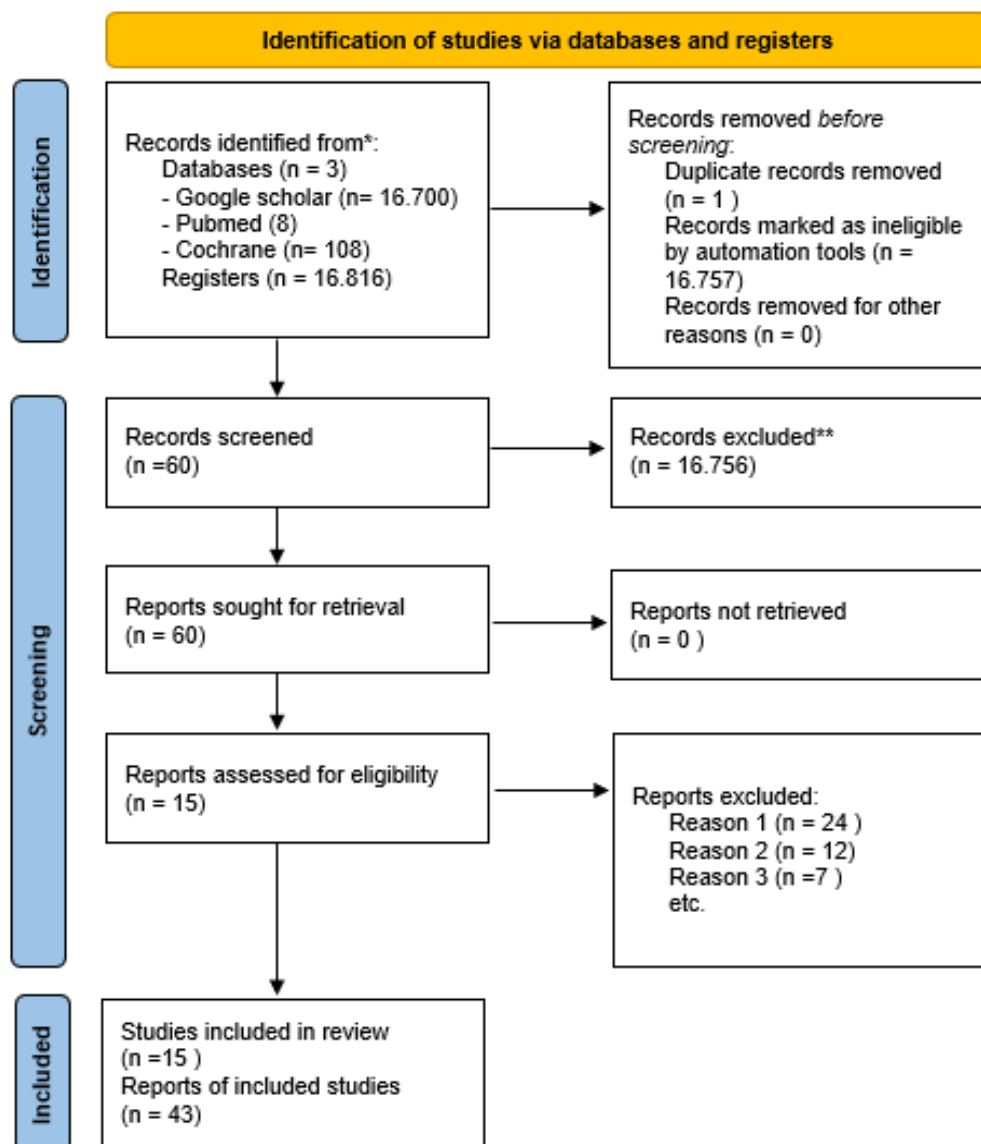 Identification of studies via databases and registers
Identification
Records identified from*:
Databases (n = 3)
- Google scholar (n= 16.700)
- Pubmed (8)
- Cochrane (n= 108)
Registers (n = 16.816)
Records removed before
screening:
Duplicate records removed
(n = 1 )
Records marked as ineligible
by automation tools (n =
16.757)
Records removed for other
reasons (n = 0)
Screening
Records screened
(n =60)
Records excluded**
(n = 16.756)
Reports sought for retrieval
(n = 60)
Reports not retrieved
(n = 0 )
Reports assessed for eligibility
(n = 15)
Reports excluded:
Reason 1 (n = 24 )
Reason 2 (n = 12)
Reason 3 (n =7 )
etc.
Included
Studies included in review
(n =15 )
Reports of included studies
(n = 43)